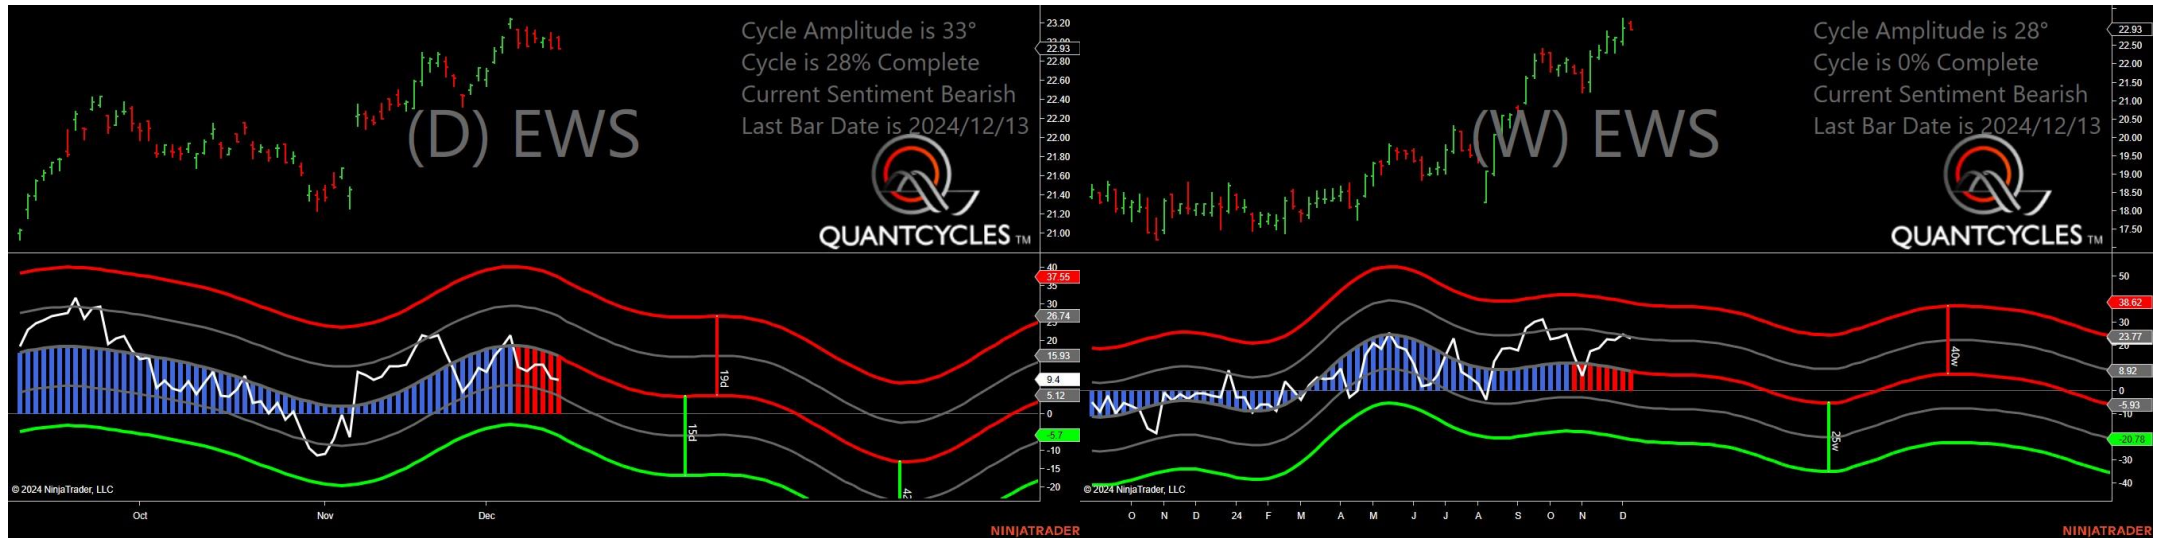 Cycle Amplitude is 33°
Cycle is 28% Complete
Current Sentiment Bearish
Last Bar Date is 2024/12/13
(D) EWS
QUANTCYCLES TM
23.20
22.93
22.80
22.60
22.40
22.20
22.00
21.80
21.60
21.40
21.20
21.00
40
37.55
35
30
26.74
25
20
15.93
9.4
5.12
0
-5.7
-10
-15
-20
19d
15d
© 2024 NinjaTrader, LLC
Oct
Nov
Dec
NINJATRADER
Cycle Amplitude is 28°
Cycle is 0% Complete
Current Sentiment Bearish
Last Bar Date is 2024/12/13
(W) EWS
QUANTCYCLES TM
22.93
22.50
22.00
21.50
21.00
20.50
20.00
19.50
19.00
18.50
18.00
17.50
50
38.62
30
23.77
20
8.92
0
-5.93
-10
-20.78
-30
-40
40w
25w
© 2024 NinjaTrader, LLC
O N D 24 F M A M J J A S O N D
NINJATRADER